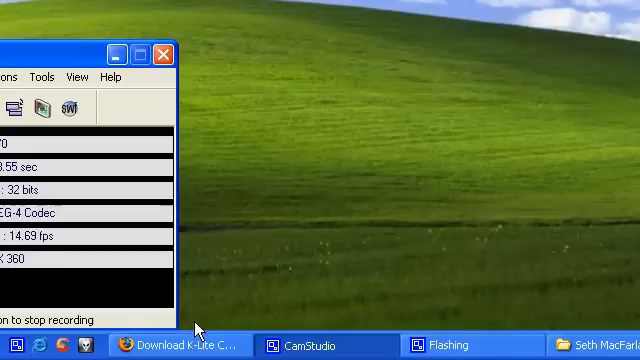 ons Tools View Help
SWF
70
3.55 sec
: 32 bits
EG-4 Codec
: 14.69 fps
X 360
on to stop recording
Download K-Lite C... CamStudio Flashing Seth MacFarla